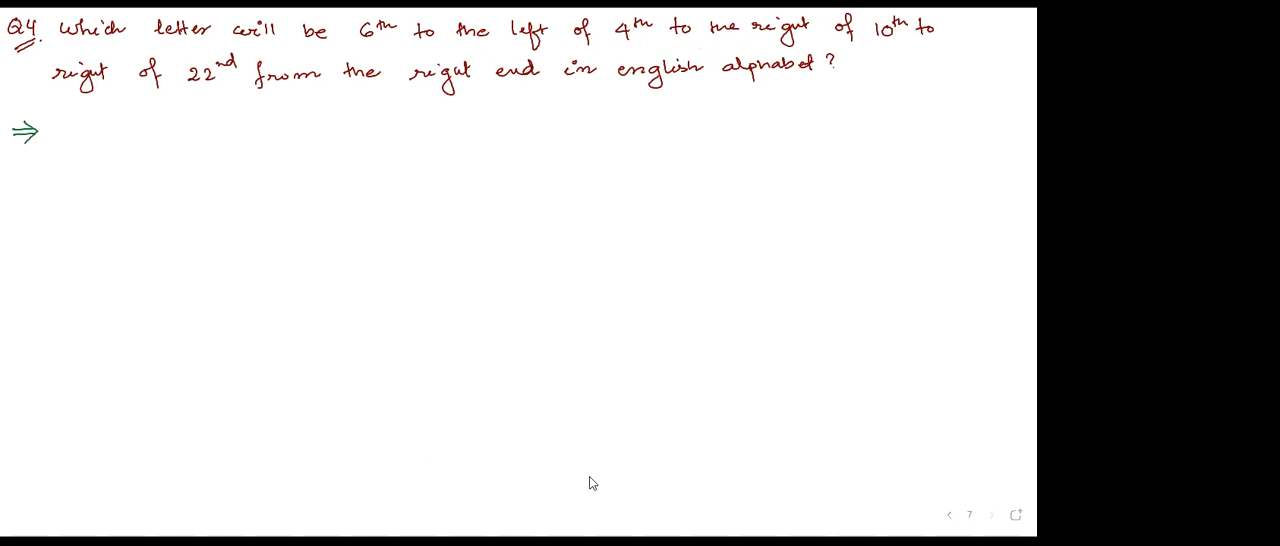 Q4. Which letter will be 6th to the left of 4th to the right of 10th to
right of 22nd from the right end in english alphabet?
⇒
< 7 >